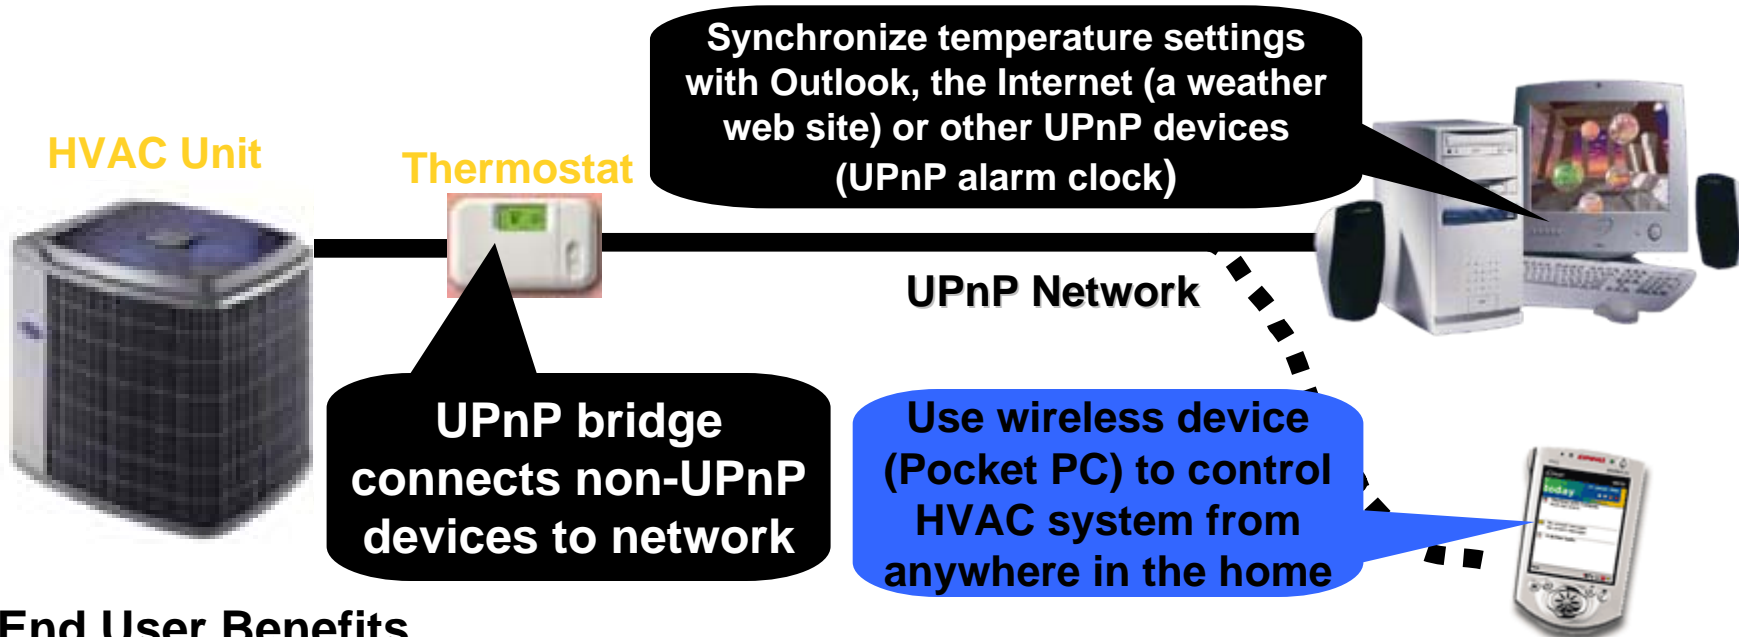 Synchronize temperature settings
with Outlook, the Internet (a weather
web site) or other UPnP devices
(UPnP alarm clock)
HVAC Unit
Thermostat
UPnP Network
UPnP bridge
connects non-UPnP
devices to network
Use wireless device
(Pocket PC) to control
HVAC system from
anywhere in the home
today
End User Benefits